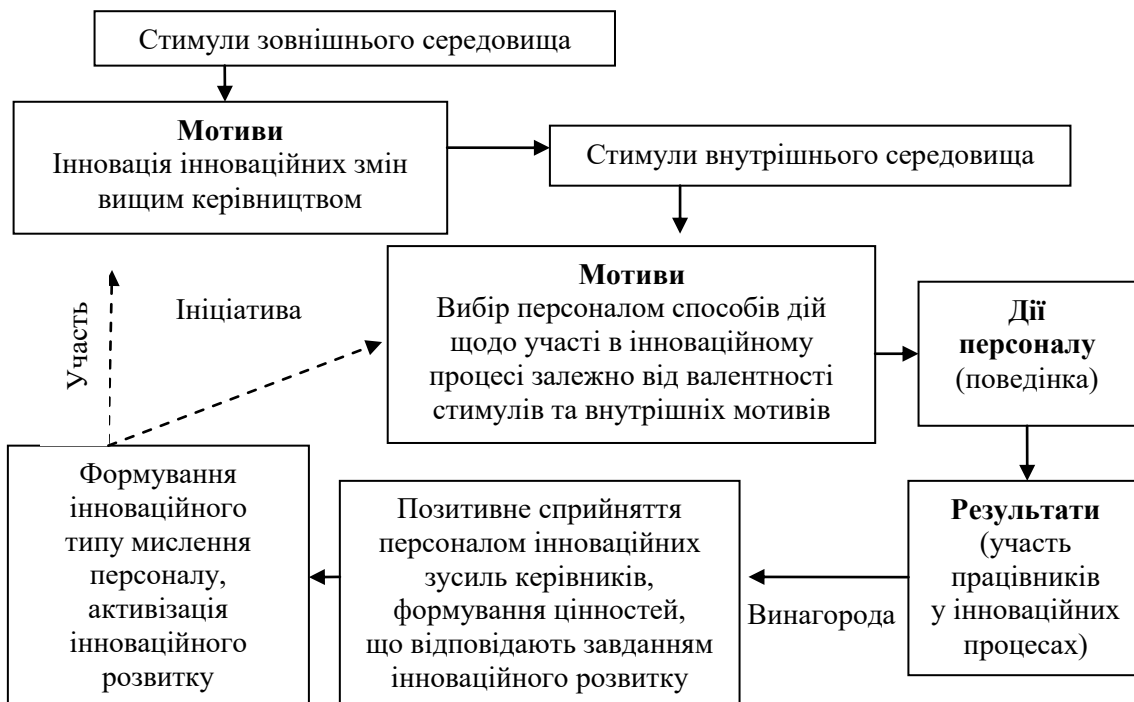 Стимули зовнішнього середовища
Мотиви
Інновація інноваційних змін
вищим керівництвом
Стимули внутрішнього середовища
Мотиви
Вибір персоналом способів дій
щодо участі в інноваційному
процесі залежно від валентності
стимулів та внутрішніх мотивів
Дії
персоналу
(поведінка)
Участь
Ініціатива
Формування
інноваційного
типу мислення
персоналу,
активізація
інноваційного
розвитку
Позитивне сприйняття
персоналом інноваційних
зусиль керівників,
формування цінностей,
що відповідають завданням
інноваційного розвитку
Винагорода
Результати
(участь
працівників
у інноваційних
процесах)